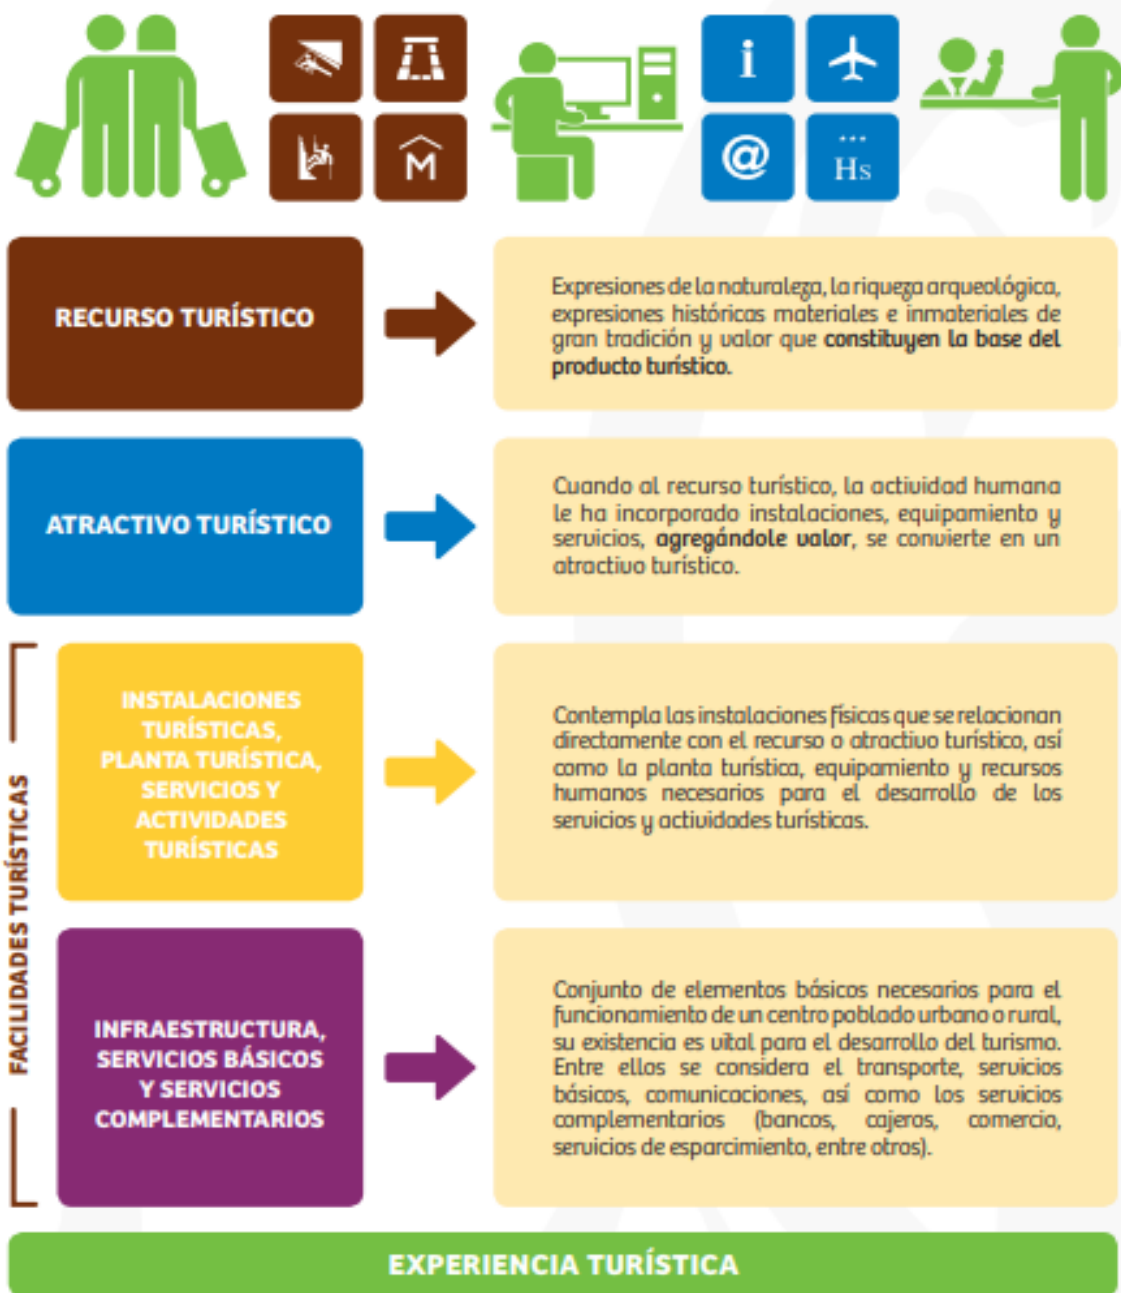 i
@
...
Hs
M
RECURSO TURÍSTICO
Expresiones de la naturaleza, la riqueza arqueológica,
expresiones históricas materiales e inmateriales de
gran tradición y valor que constituyen la base del
producto turístico.
ATRACTIVO TURÍSTICO
Cuando al recurso turístico, la actividad humana
le ha incorporado instalaciones, equipamiento y
servicios, agregándole valor, se convierte en un
atractivo turístico.
FACILIDADES TURÍSTICAS
INSTALACIONES
TURÍSTICAS,
PLANTA TURÍSTICA,
SERVICIOS Y
ACTIVIDADES
TURÍSTICAS
Contempla las instalaciones físicas que se relacionan
directamente con el recurso o atractivo turístico, así
como la planta turística, equipamiento y recursos
humanos necesarios para el desarrollo de los
servicios y actividades turísticas.
INFRAESTRUCTURA,
SERVICIOS BÁSICOS
Y SERVICIOS
COMPLEMENTARIOS
Conjunto de elementos básicos necesarios para el
funcionamiento de un centro poblado urbano o rural,
su existencia es vital para el desarrollo del turismo.
Entre ellos se considera el transporte, servicios
básicos, comunicaciones, así como los servicios
complementarios (bancos, cajeros, comercio,
servicios de esparcimiento, entre otros).
EXPERIENCIA TURÍSTICA